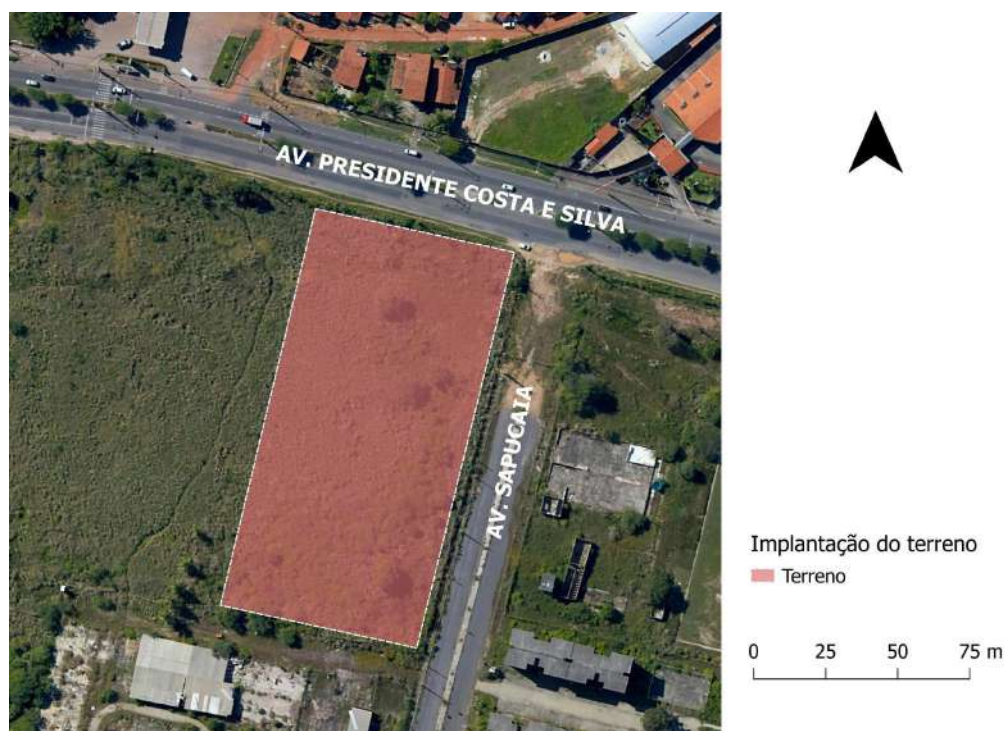 AV. PRESIDENTE COSTA E SILVA
AV. SAPUCAIA
Implantação do terreno
Terreno
0 25 50 75 m